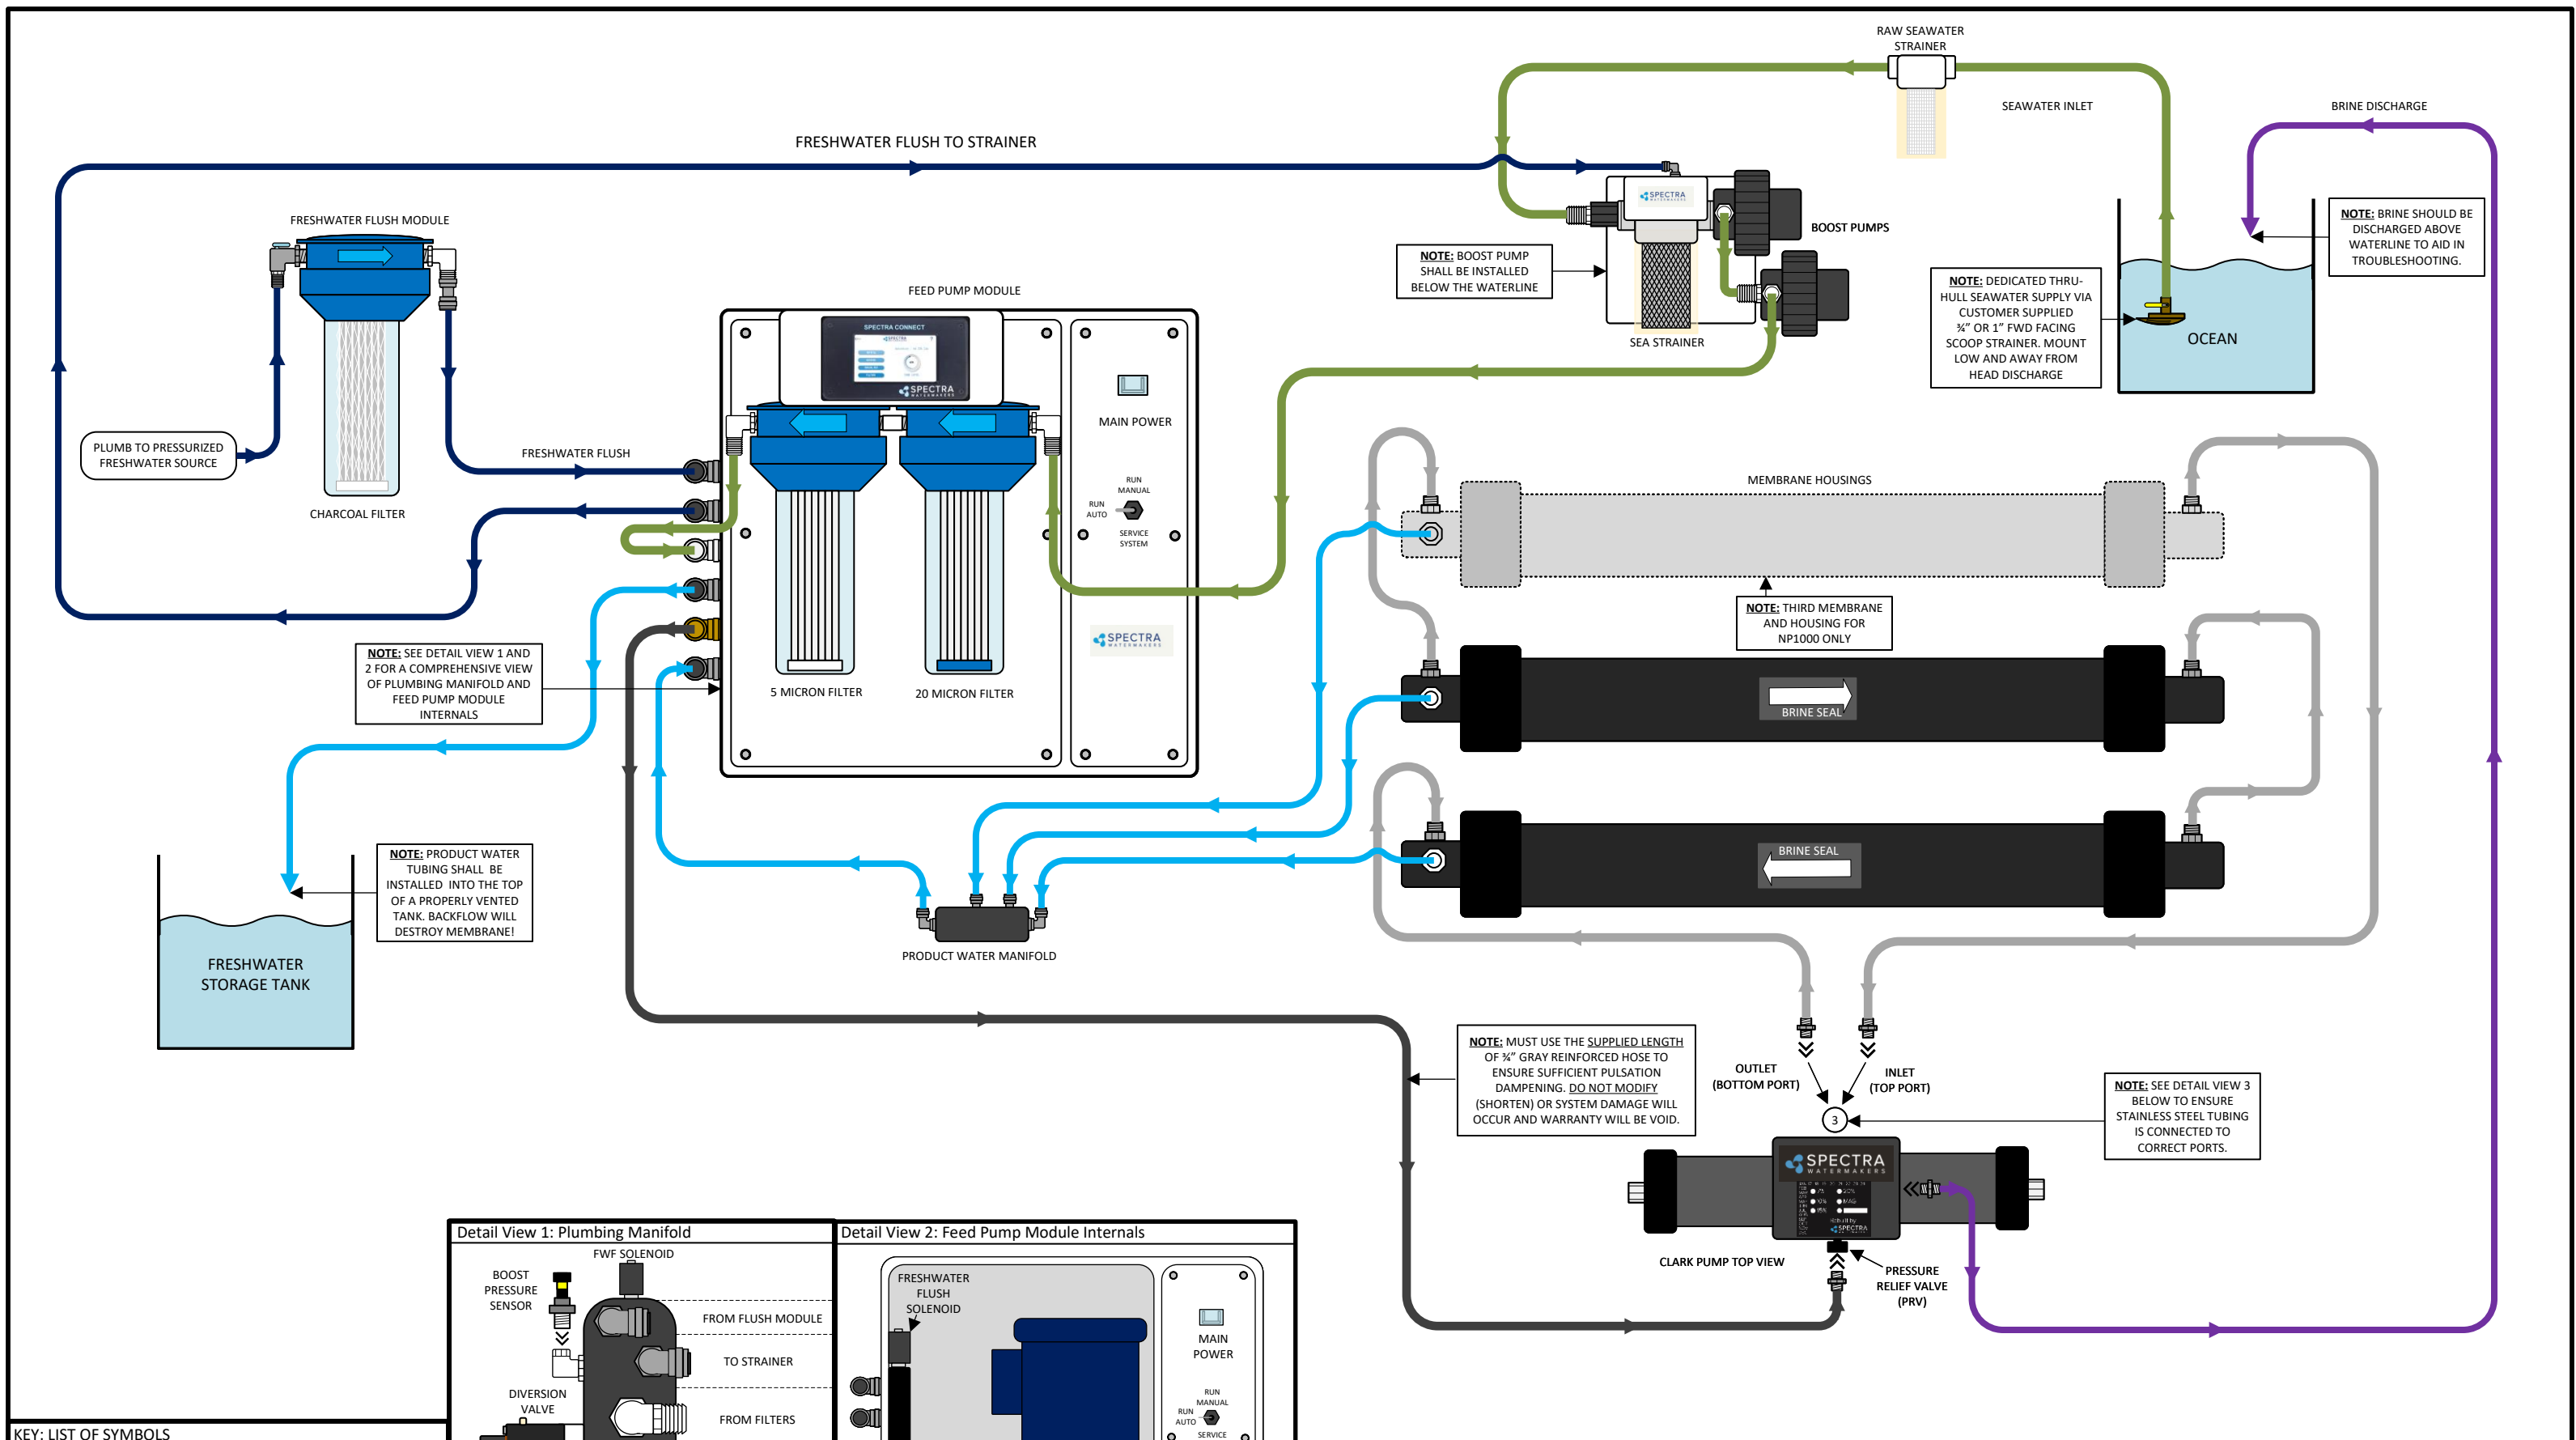 RAW SEAWATER
STRAINER
SEAWATER INLET
BRINE DISCHARGE
FRESHWATER FLUSH TO STRAINER
FRESHWATER FLUSH MODULE
SPECTRA
WATERMAKERS
BOOST PUMPS
NOTE: BOOST PUMP
SHALL BE INSTALLED
BELOW THE WATERLINE
SEA STRAINER
NOTE: BRINE SHOULD BE
DISCHARGED ABOVE
WATERLINE TO AID IN
TROUBLESHOOTING.
NOTE: DEDICATED THRU-
HULL SEAWATER SUPPLY VIA
CUSTOMER SUPPLIED
¾" OR 1" FWD FACING
SCOOP STRAINER. MOUNT
LOW AND AWAY FROM
HEAD DISCHARGE
OCEAN
FEED PUMP MODULE
SPECTRA CONNECT
SPECTRA
WATERMAKERS
MAIN POWER
RUN
MANUAL
RUN
AUTO
SERVICE
SYSTEM
SPECTRA
WATERMAKERS
5 MICRON FILTER
20 MICRON FILTER
PLUMB TO PRESSURIZED
FRESHWATER SOURCE
FRESHWATER FLUSH
CHARCOAL FILTER
NOTE: SEE DETAIL VIEW 1 AND
2 FOR A COMPREHENSIVE VIEW
OF PLUMBING MANIFOLD AND
FEED PUMP MODULE
INTERNALS
MEMBRANE HOUSINGS
NOTE: THIRD MEMBRANE
AND HOUSING FOR
NP1000 ONLY
BRINE SEAL
BRINE SEAL
NOTE: PRODUCT WATER
TUBING SHALL BE
INSTALLED INTO THE TOP
OF A PROPERLY VENTED
TANK. BACKFLOW WILL
DESTROY MEMBRANE!
FRESHWATER
STORAGE TANK
PRODUCT WATER MANIFOLD
NOTE: MUST USE THE SUPPLIED LENGTH
OF ¾" GRAY REINFORCED HOSE TO
ENSURE SUFFICIENT PULSATION
DAMPENING. DO NOT MODIFY
(SHORTEN) OR SYSTEM DAMAGE WILL
OCCUR AND WARRANTY WILL BE VOID.
OUTLET
(BOTTOM PORT)
INLET
(TOP PORT)
3
NOTE: SEE DETAIL VIEW 3
BELOW TO ENSURE
STAINLESS STEEL TUBING
IS CONNECTED TO
CORRECT PORTS.
SPECTRA
WATERMAKERS
CLARK PUMP TOP VIEW
PRESSURE
RELIEF VALVE
(PRV)
Detail View 1: Plumbing Manifold
FWF SOLENOID
BOOST
PRESSURE
SENSOR
FROM FLUSH MODULE
TO STRAINER
DIVERSION
VALVE
FROM FILTERS
Detail View 2: Feed Pump Module Internals
FRESHWATER
FLUSH
SOLENOID
MAIN
POWER
RUN
MANUAL
RUN
AUTO
SERVICE
KEY: LIST OF SYMBOLS